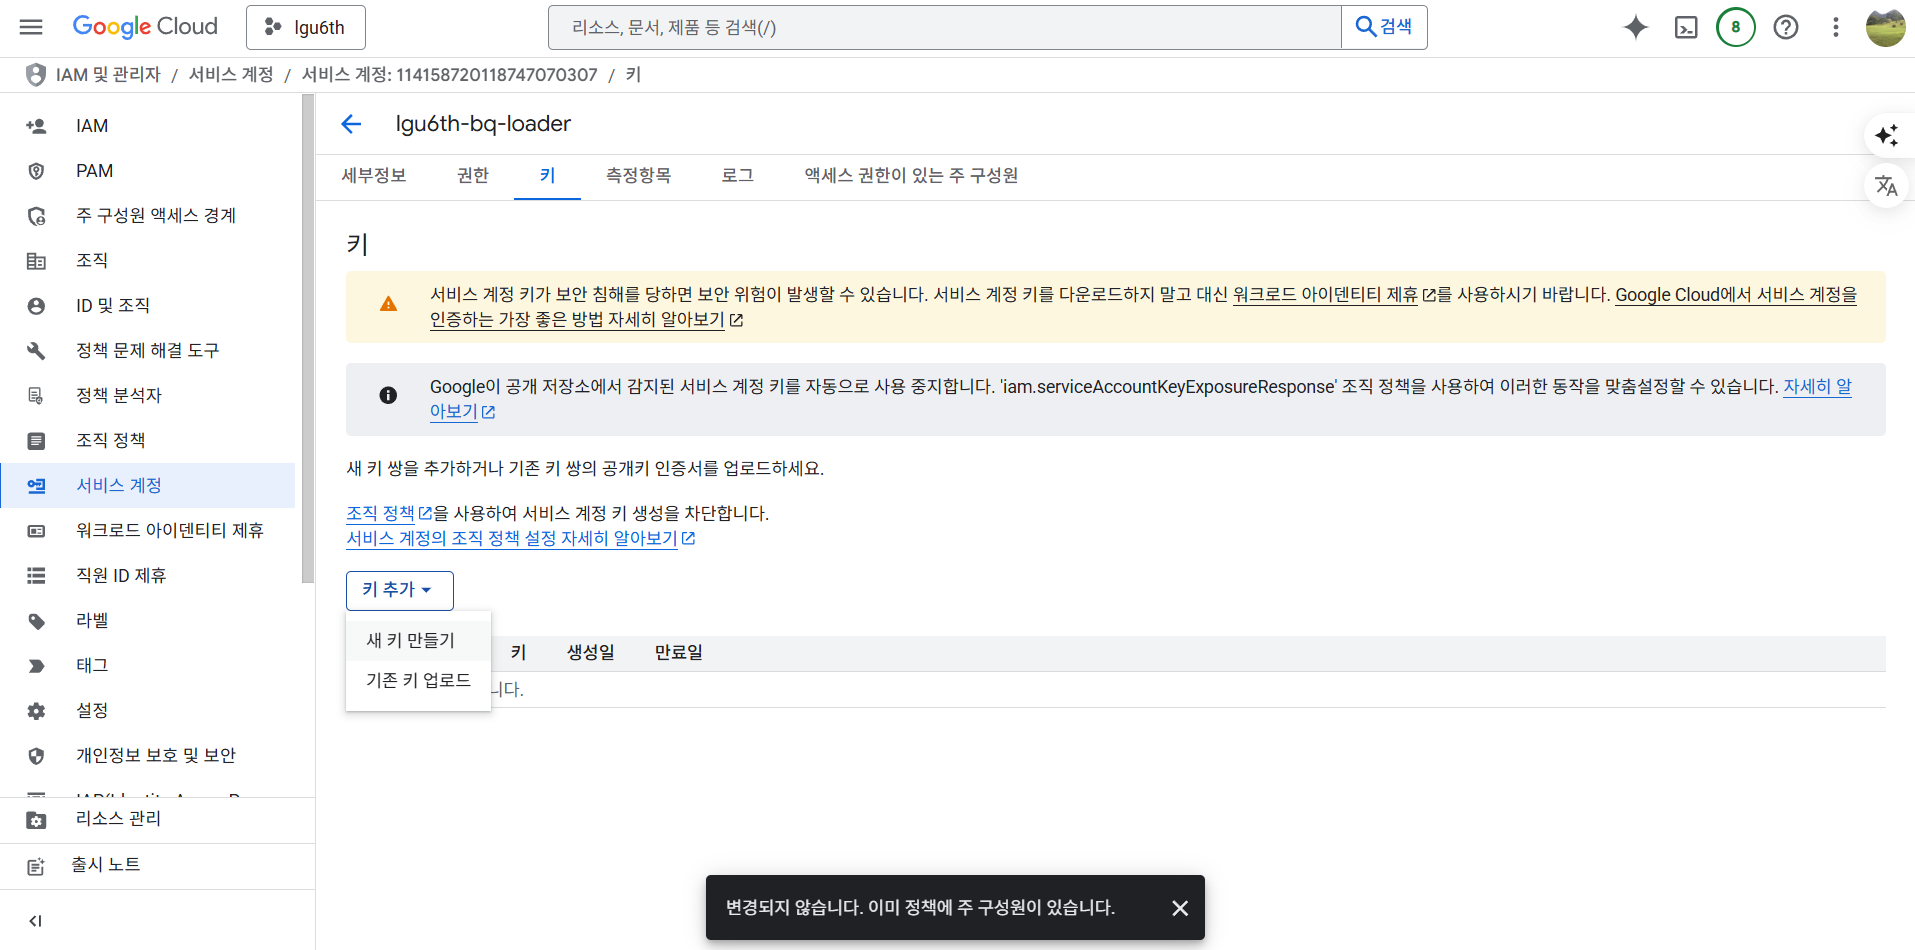 Google Cloud
lgu6th
리소스, 문서, 제품 등 검색(/)
검색
8
IAM 및 관리자 / 서비스 계정 / 서비스 계정: 114158720118747070307 / 키
IAM
PAM
주 구성원 액세스 경계
조직
ID 및 조직
정책 문제 해결 도구
정책 분석자
조직 정책
서비스 계정
워크로드 아이덴티티 제휴
직원 ID 제휴
라벨
태그
설정
개인정보 보호 및 보안
리소스 관리
출시 노트
lgu6th-bq-loader
세부정보
권한
키
측정항목
로그
액세스 권한이 있는 주 구성원
키
서비스 계정 키가 보안 침해를 당하면 보안 위험이 발생할 수 있습니다. 서비스 계정 키를 다운로드하지 말고 대신 워크로드 아이덴티티 제휴를 사용하시기 바랍니다. Google Cloud에서 서비스 계정을
인증하는 가장 좋은 방법 자세히 알아보기
Google이 공개 저장소에서 감지된 서비스 계정 키를 자동으로 사용 중지합니다. 'iam.serviceAccountKeyExposureResponse' 조직 정책을 사용하여 이러한 동작을 맞춤설정할 수 있습니다. 자세히 알
아보기
새 키 쌍을 추가하거나 기존 키 쌍의 공개키 인증서를 업로드하세요.
조직 정책을 사용하여 서비스 계정 키 생성을 차단합니다.
서비스 계정의 조직 정책 설정 자세히 알아보기
키 추가
새 키 만들기
기존 키 업로드
키 생성일 만료일
니다.
변경되지 않습니다. 이미 정책에 주 구성원이 있습니다.